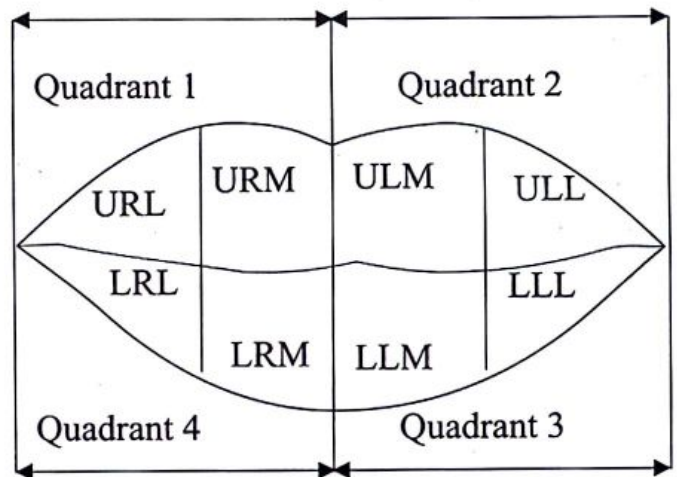 Quadrant 1
Quadrant 2
URL
URM
ULM
ULL
LRL
LRM
LLM
LLL
Quadrant 4
Quadrant 3